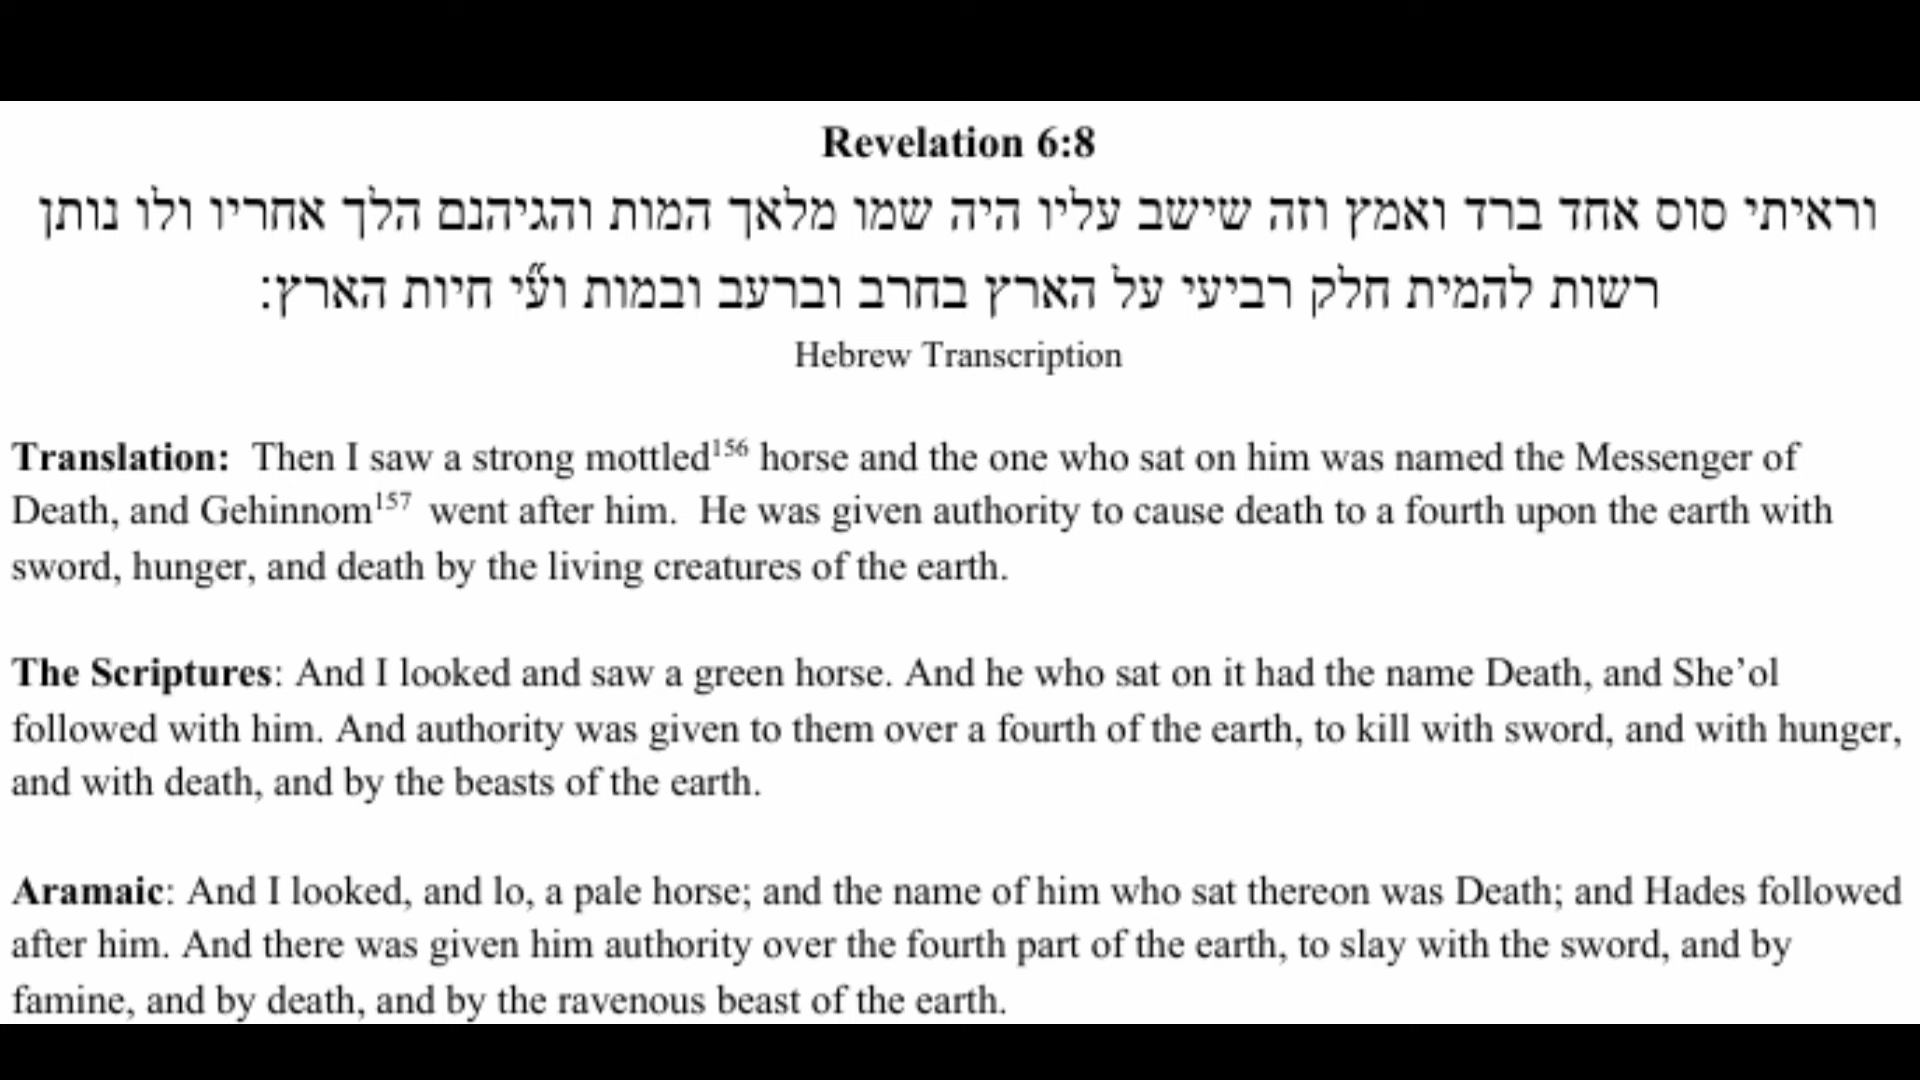 Revelation 6:8
וראיתי סוס אחד ברד ואמץ וזה שישב עליו היה שמו מלאך המות והגיהנם הלך אחריו ולו נותן
רשות להמית חלק רביעי על הארץ בחרב וברעב ובמות וע״י חיות הארץ:
Hebrew Transcription
Translation: Then I saw a strong mottled¹⁵⁶ horse and the one who sat on him was named the Messenger of
Death, and Gehinnom¹⁵⁷ went after him. He was given authority to cause death to a fourth upon the earth with
sword, hunger, and death by the living creatures of the earth.
The Scriptures: And I looked and saw a green horse. And he who sat on it had the name Death, and She’ol
followed with him. And authority was given to them over a fourth of the earth, to kill with sword, and with hunger,
and with death, and by the beasts of the earth.
Aramaic: And I looked, and lo, a pale horse; and the name of him who sat thereon was Death; and Hades followed
after him. And there was given him authority over the fourth part of the earth, to slay with the sword, and by
famine, and by death, and by the ravenous beast of the earth.